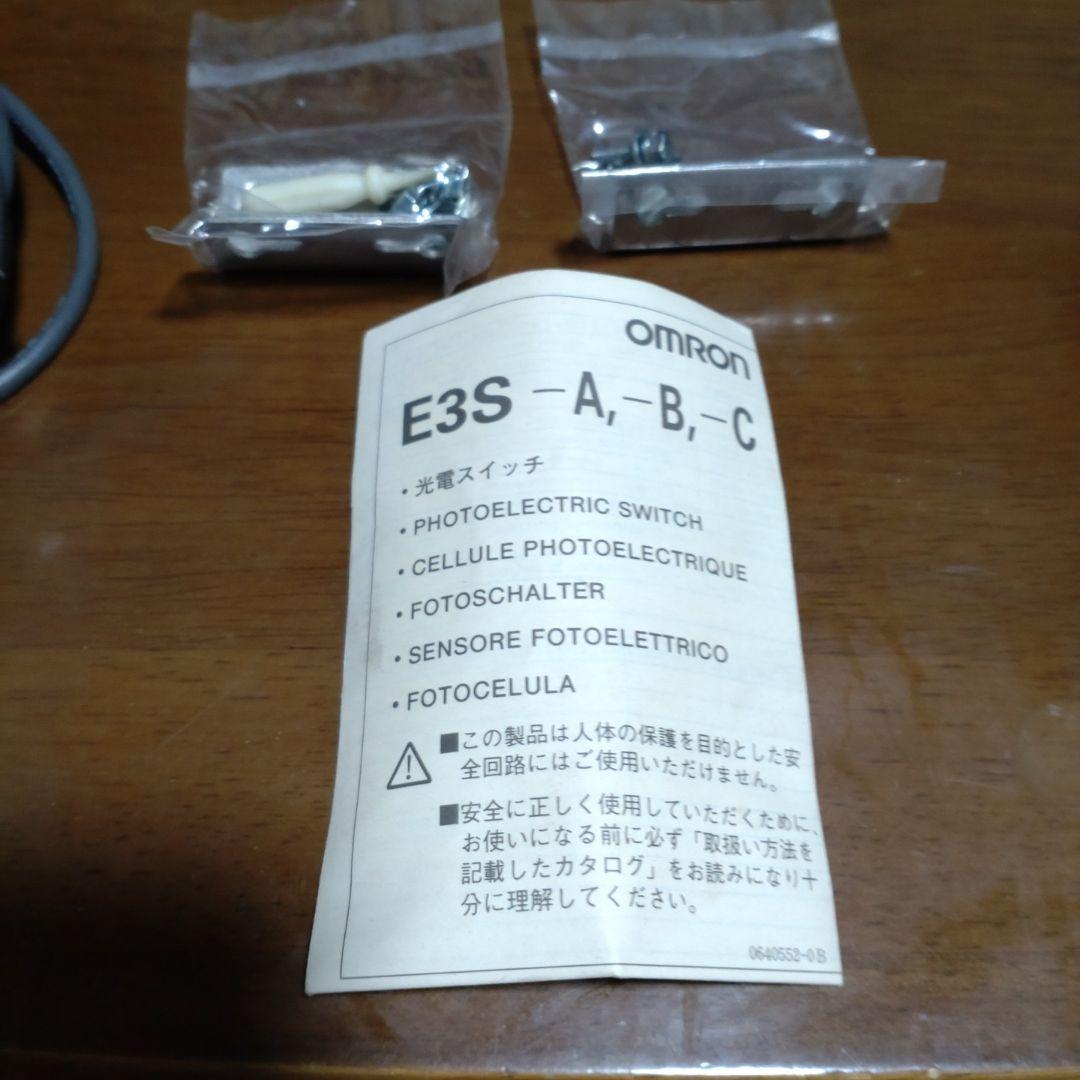 OMRON
E3S -A,-B,-C
・光電スイッチ
・PHOTOELECTRIC SWITCH
・CELLULE PHOTOELECTRIQUE
・FOTOSCHALTER
・SENSORE FOTOELETTRICO
・FOTOCELULA
■この製品は人体の保護を目的とした安
全回路にはご使用いただけません。
■安全に正しく使用していただくために、
お使いになる前に必ず「取扱い方法を
記載したカタログ」をお読みになり十
分に理解してください。
0640552-0B